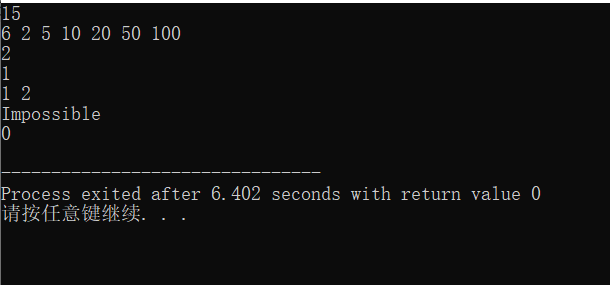 15
6 2 5 10 20 50 100
2
1
1 2
Impossible
0
--------------------------------
Process exited after 6.402 seconds with return value 0
请按任意键继续. . .